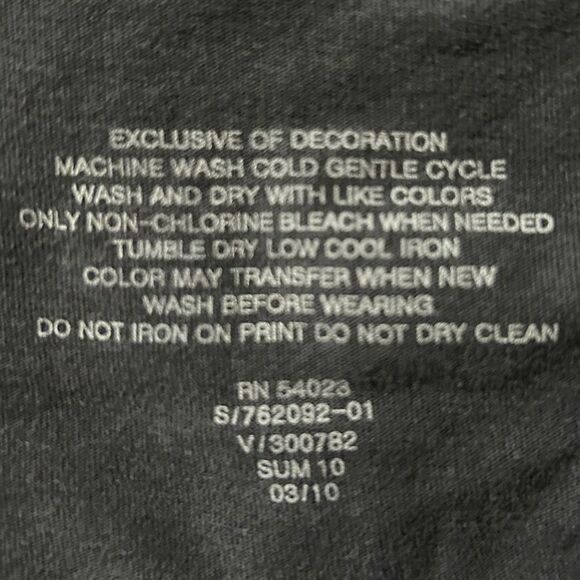 EXCLUSIVE OF DECORATION
MACHINE WASH COLD GENTLE CYCLE
WASH AND DRY WITH LIKE COLORS
ONLY NON-CHLORINE BLEACH WHEN NEEDED
TUMBLE DRY LOW COOL IRON
COLOR MAY TRANSFER WHEN NEW
WASH BEFORE WEARING
DO NOT IRON ON PRINT DO NOT DRY CLEAN
RN 54023
S/762092-01
V/300782
SUM 10
03/10